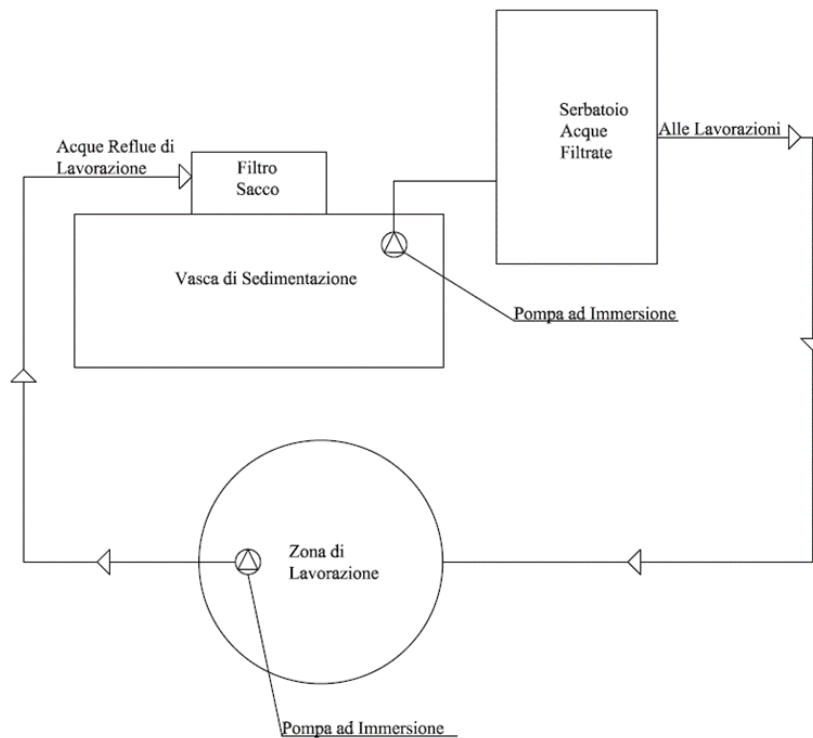 Serbatoio
Acque
Filtrate
Alle Lavorazioni
Acque Reflue di
Lavorazione
Filtro
Sacco
Vasca di Sedimentazione
Pompa ad Immersione
Zona di
Lavorazione
Pompa ad Immersione